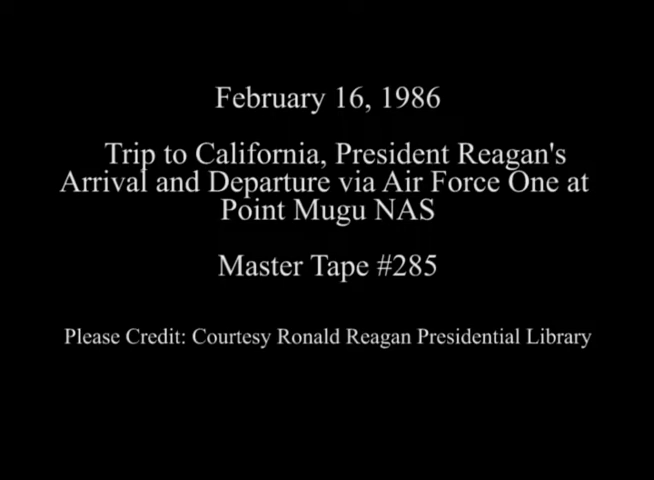 February 16, 1986
Trip to California, President Reagan's
Arrival and Departure via Air Force One at
Point Mugu NAS
Master Tape #285
Please Credit: Courtesy Ronald Reagan Presidential Library